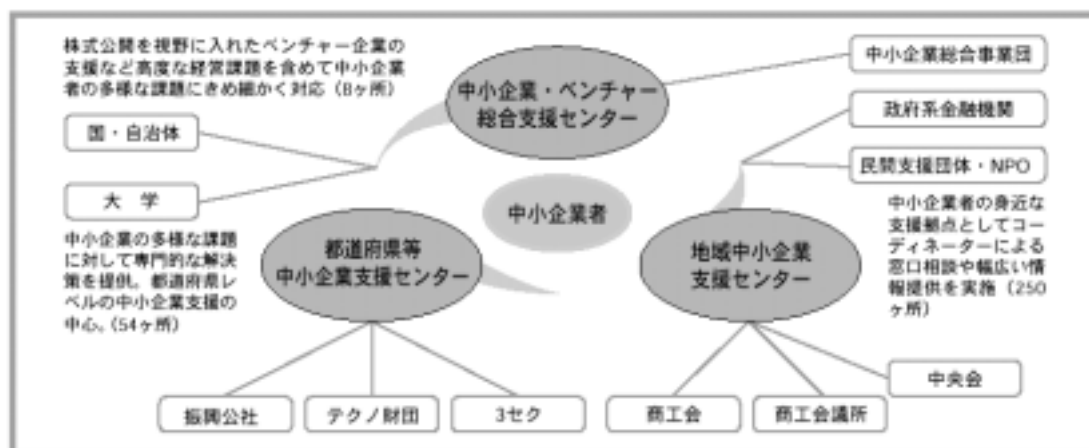 株式公開を視野に入れたベンチャー企業の
支援など高度な経営課題を含めて中小企業
者の多様な課題にきめ細かく対応(8ヶ所)
国・自治体
大 学
中小企業・ベンチャー
総合支援センター
中小企業総合事業団
政府系金融機関
民間支援団体・NPO
中小企業者
中小企業の多様な課題
に対して専門的な解決
策を提供。都道府県レ
ベルの中小企業支援の
中心。(54ヶ所)
都道府県等
中小企業支援センター
地域中小企業
支援センター
中小企業者の身近な
支援拠点としてコー
ディネーターによる
窓口相談や幅広い情
報提供を実施(250
ヶ所)
振興公社
テクノ財団
3セク
商工会
商工会議所
中央会